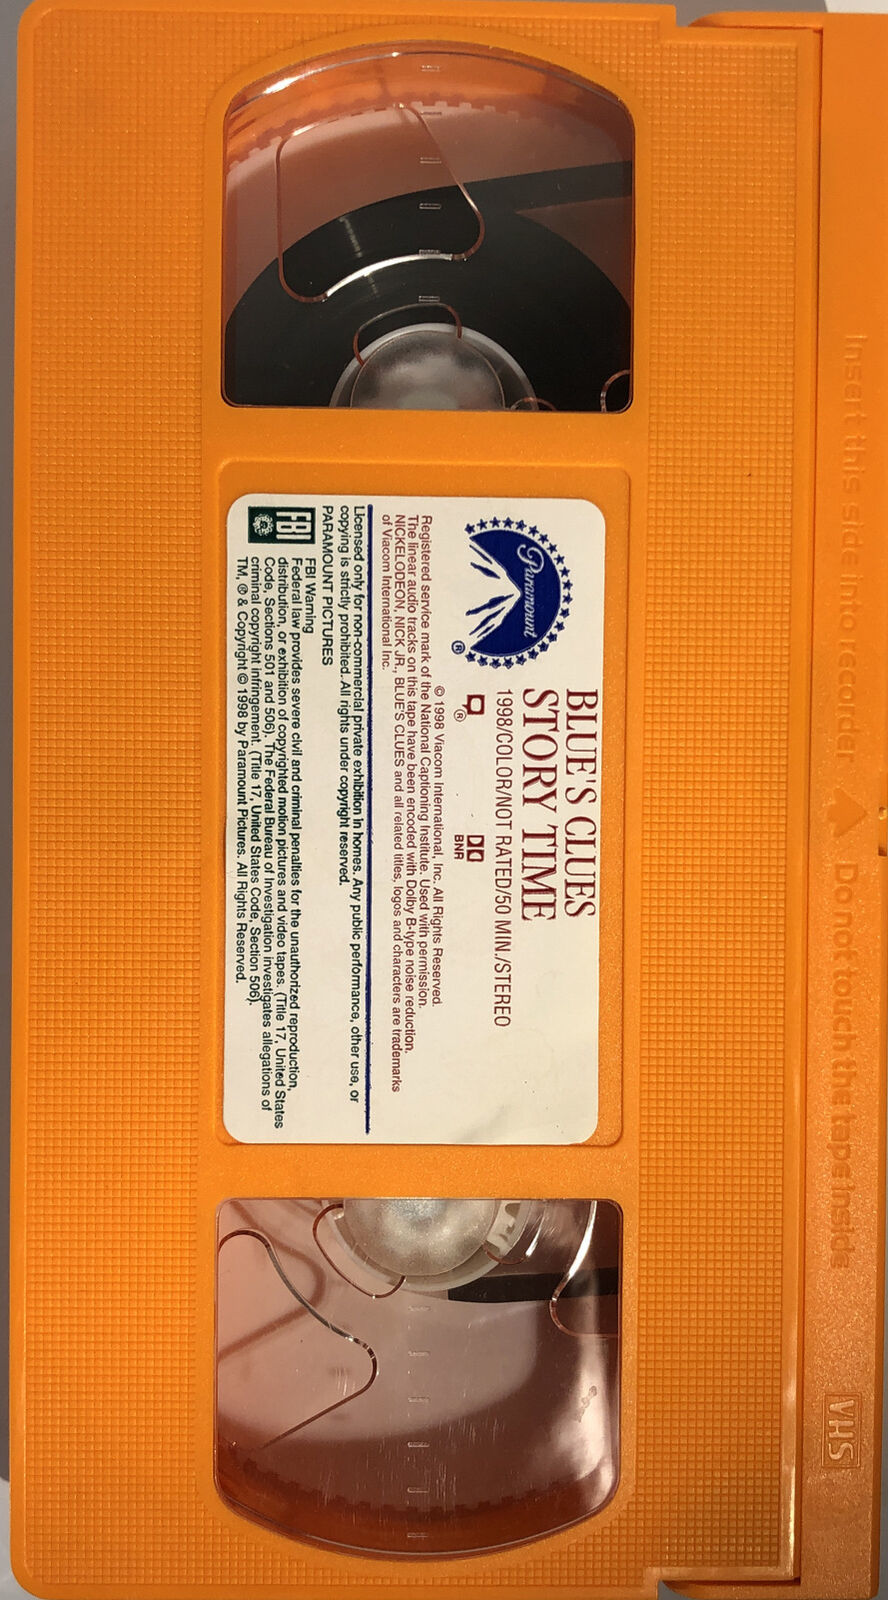 Insert this side into recorder
Do not touch the tape inside
VHS
Paramount
®
BLUE'S CLUES
STORY TIME
1998/COLOR/NOT RATED/50 MIN./STEREO
®
BNR
© 1998 Viacom International, Inc. All Rights Reserved.
Registered service mark of the National Captioning Institute. Used with permission.
The linear audio tracks on this tape have been encoded with Dolby B-type noise reduction.
NICKELODEON, NICK JR., BLUE'S CLUES and all related titles, logos and characters are trademarks
of Viacom International Inc.
Licensed only for non-commercial private exhibition in homes. Any public performance, other use, or
copying is strictly prohibited. All rights under copyright reserved.
PARAMOUNT PICTURES
FBI
FBI Warning
Federal law provides severe civil and criminal penalties for the unauthorized reproduction,
distribution, or exhibition of copyrighted motion pictures and video tapes. (Title 17, United States
Code, Sections 501 and 506). The Federal Bureau of Investigation investigates allegations of
criminal copyright infringement. (Title 17, United States Code, Section 506).
TM, ® & Copyright © 1998 by Paramount Pictures. All Rights Reserved.